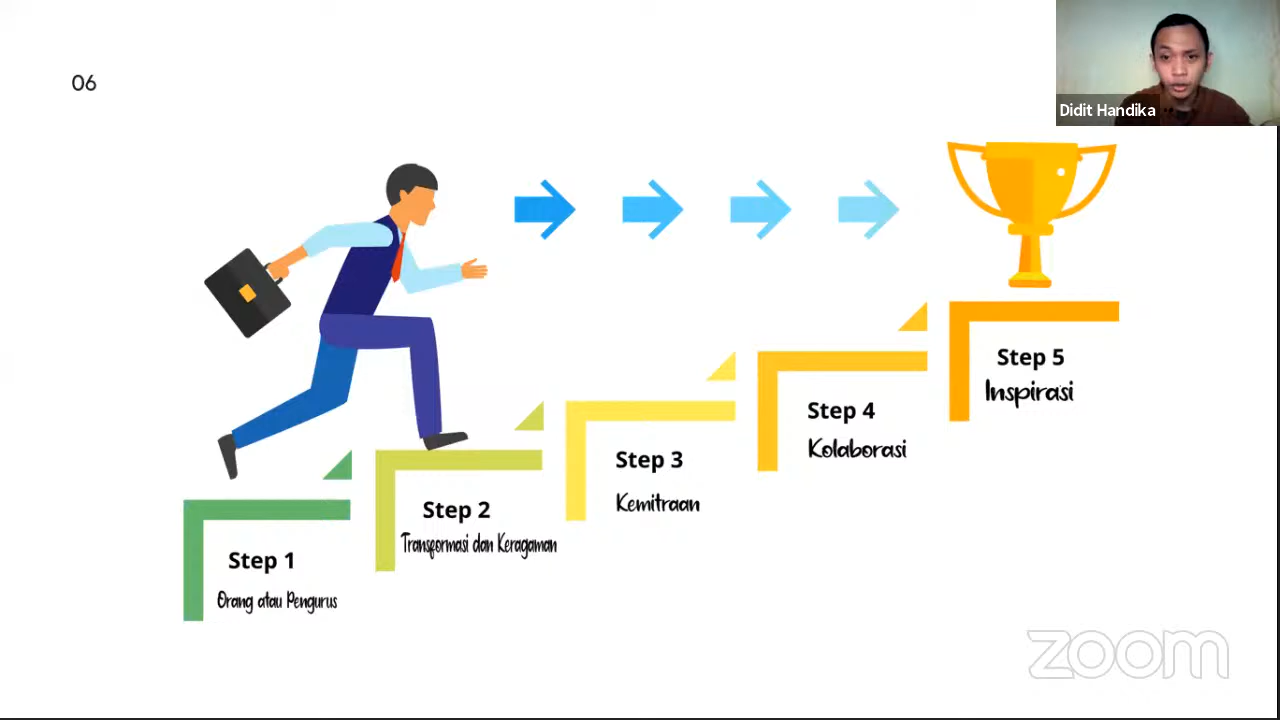 06
Didit Handika
Step 5
Inspirasi
Step 4
Kolaborasi
Step 3
Kemitraan
Step 2
Transformasi dan Keragaman
Step 1
Orang atau Pengurus
zoom